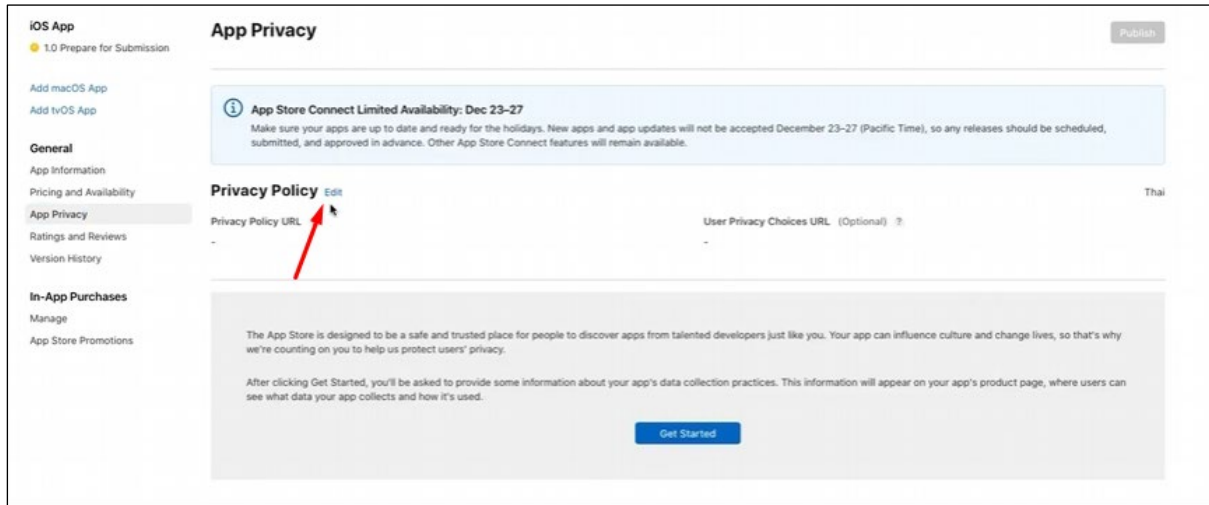 iOS App
1.0 Prepare for Submission
Add macOS App
Add tvOS App
General
App Information
Pricing and Availability
App Privacy
Ratings and Reviews
Version History
In-App Purchases
Manage
App Store Promotions
App Privacy
Publish
App Store Connect Limited Availability: Dec 23–27
Make sure your apps are up to date and ready for the holidays. New apps and app updates will not be accepted December 23–27 (Pacific Time), so any releases should be scheduled,
submitted, and approved in advance. Other App Store Connect features will remain available.
Privacy Policy Edit
Thai
Privacy Policy URL
User Privacy Choices URL (Optional) ?
-
-
The App Store is designed to be a safe and trusted place for people to discover apps from talented developers just like you. Your app can influence culture and change lives, so that's why
we're counting on you to help us protect users' privacy.
After clicking Get Started, you'll be asked to provide some information about your app's data collection practices. This information will appear on your app's product page, where users can
see what data your app collects and how it's used.
Get Started